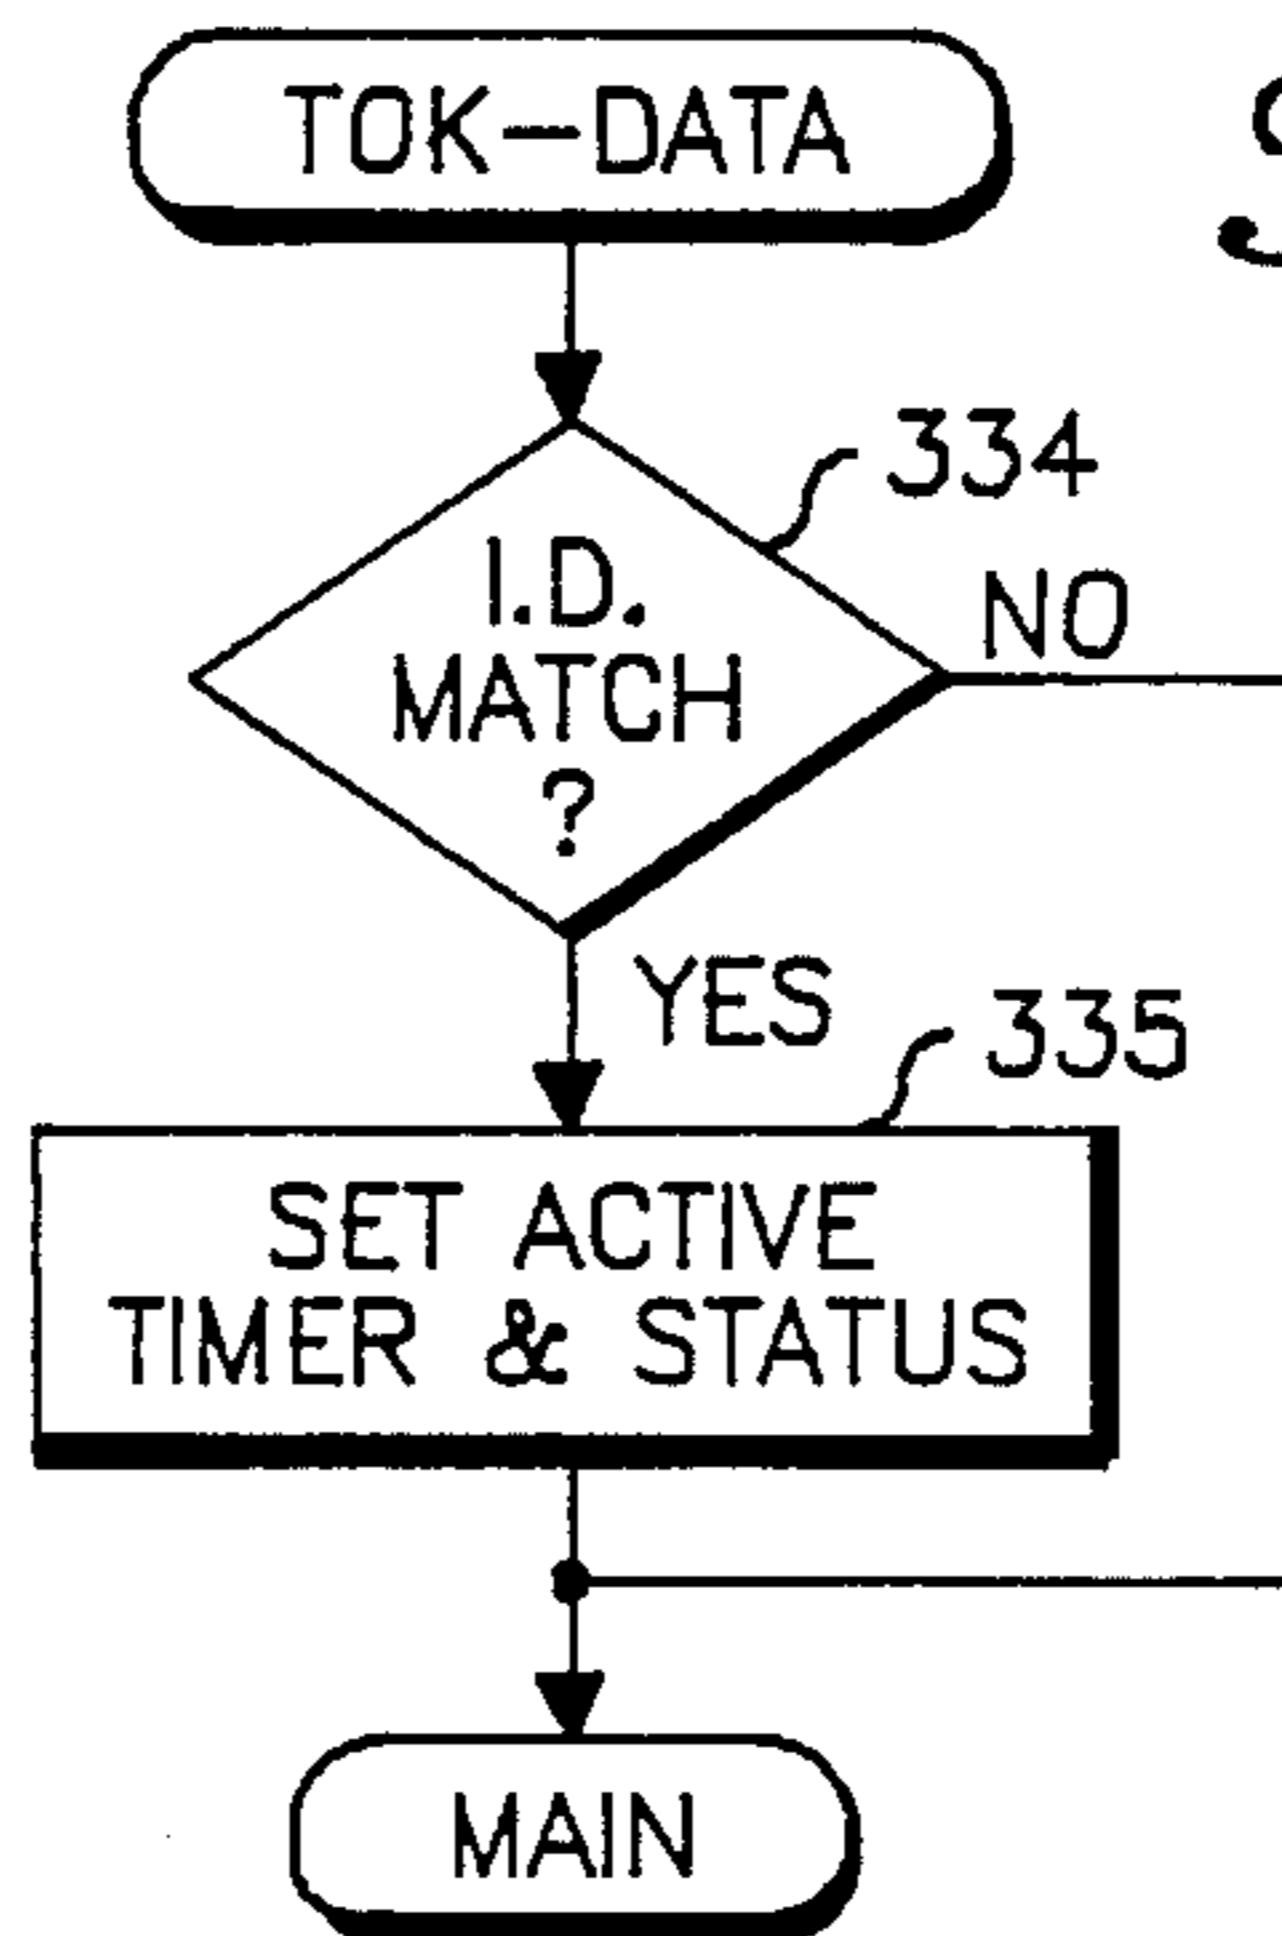 TOK-DATA
334
I.D.
MATCH
?
NO
YES
335
SET ACTIVE
TIMER & STATUS
MAIN